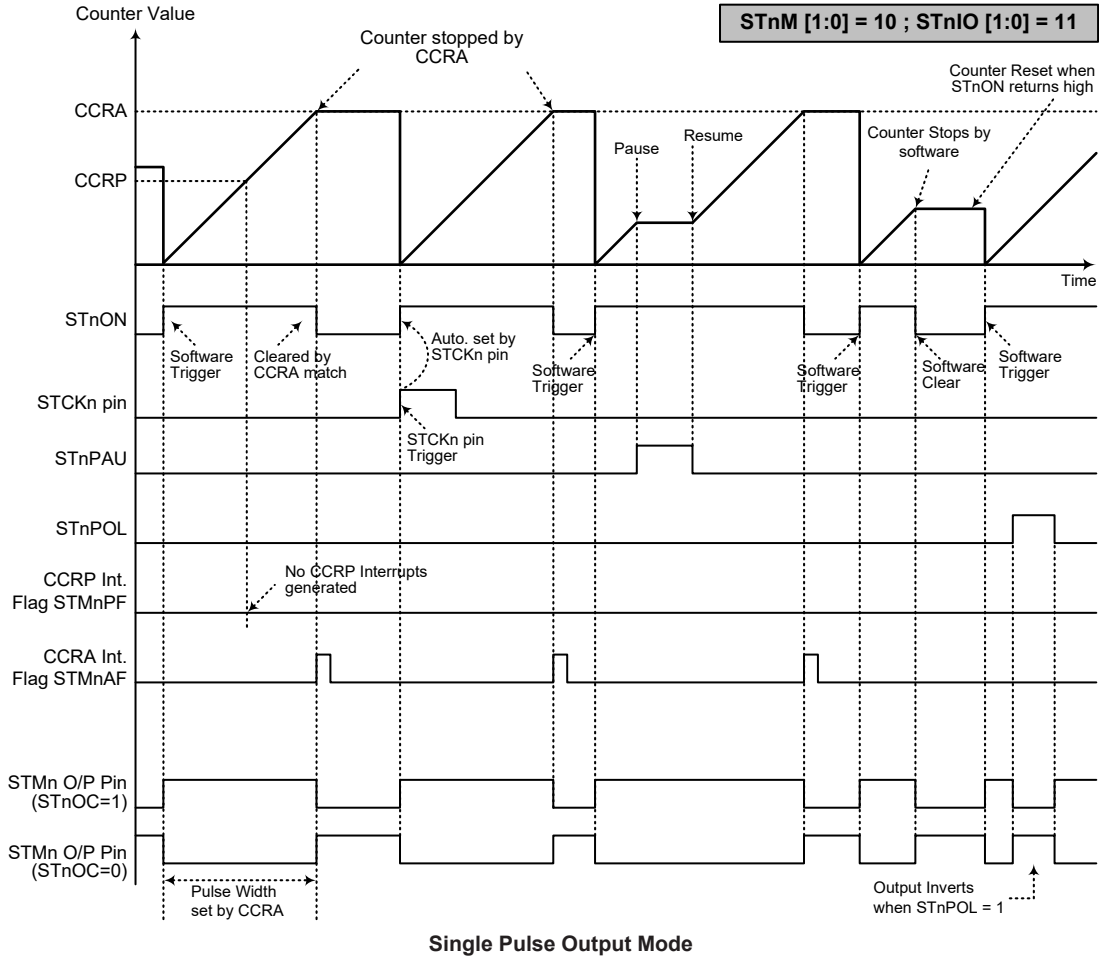 Counter Value
STnM [1:0] = 10 ; STnIO [1:0] = 11
Counter stopped by
CCRA
Counter Reset when
STnON returns high
CCRA
Pause
Resume
Counter Stops by
software
CCRP
Time
STnON
Software
Trigger
Cleared by
CCRA match
Auto. set by
STCKn pin
Software
Trigger
Software
Trigger
Software
Clear
Software
Trigger
STCKn pin
STCKn pin
Trigger
STnPAU
STnPOL
CCRP Int.
Flag STMnPF
No CCRP Interrupts
generated
CCRA Int.
Flag STMnAF
STMn O/P Pin
(STnOC=1)
STMn O/P Pin
(STnOC=0)
Pulse Width
set by CCRA
Output Inverts
when STnPOL = 1
Single Pulse Output Mode